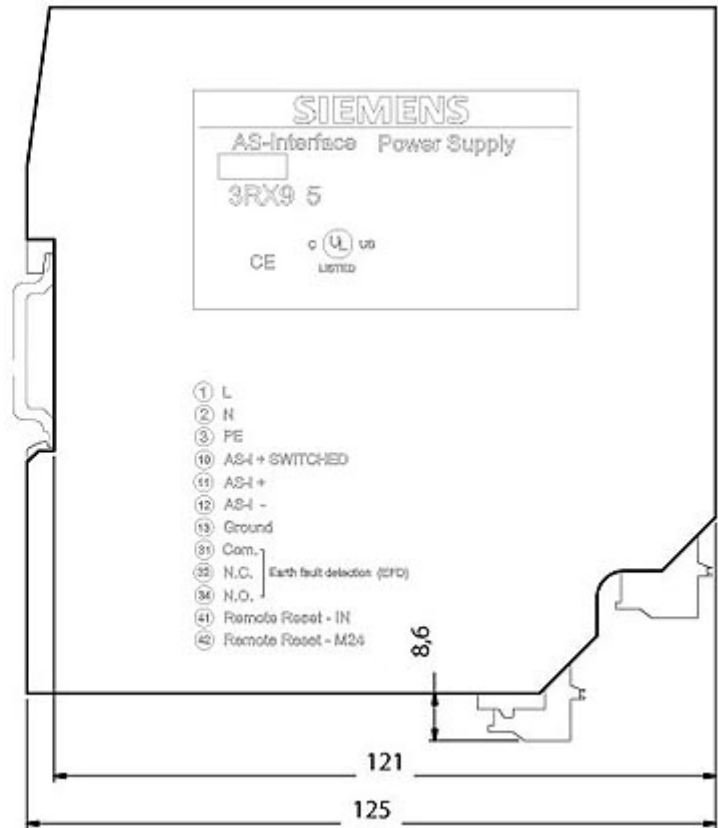 SIEMENS
AS-Interface Power Supply
3RX9 5
CE C UL US
LISTED
1 L
2 N
3 PE
10 AS-I + SWITCHED
11 AS-I +
12 AS-I -
13 Ground
31 Com.
32 N.C. Earth fault detection (EFD)
34 N.O.
41 Remote Reset - IN
42 Remote Reset - M24
8,6
121
125